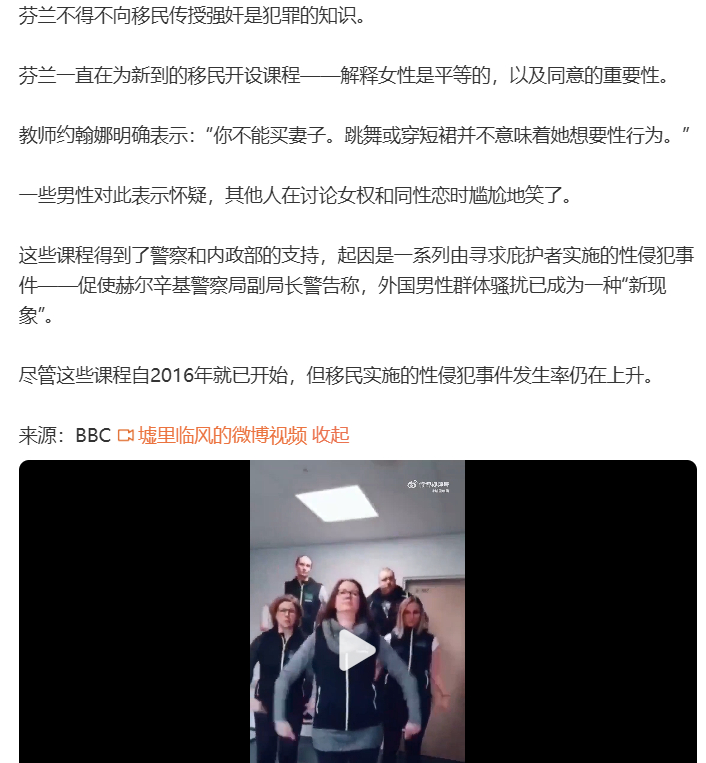 芬兰不得不向移民传授强奸是犯罪的知识。
芬兰一直在为新到的移民开设课程——解释女性是平等的，以及同意的重要性。
教师约翰娜明确表示：“你不能买妻子。跳舞或穿短裙并不意味着她想要性行为。”
一些男性对此表示怀疑，其他人在讨论女权和同性恋时尴尬地笑了。
这些课程得到了警察和内政部的支持，起因是一系列由寻求庇护者实施的性侵犯事
件——促使赫尔辛基警察局副局长警告称，外国男性群体骚扰已成为一种“新现
象”。
尽管这些课程自2016年就已开始，但移民实施的性侵犯事件发生率仍在上升。
来源：BBC 墟里临风的微博视频 收起